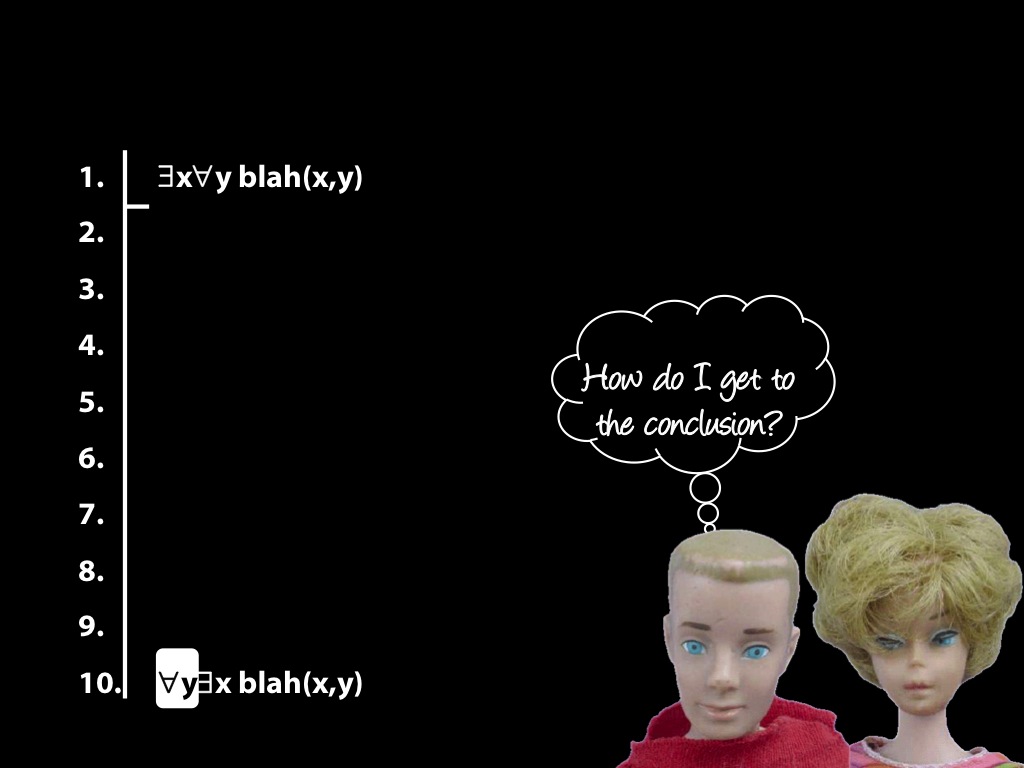 1. ∃x∀y blah(x,y)
2.
3.
4.
5.
6.
7.
8.
9.
10. ∀y∃x blah(x,y)
How do I get to
the conclusion?